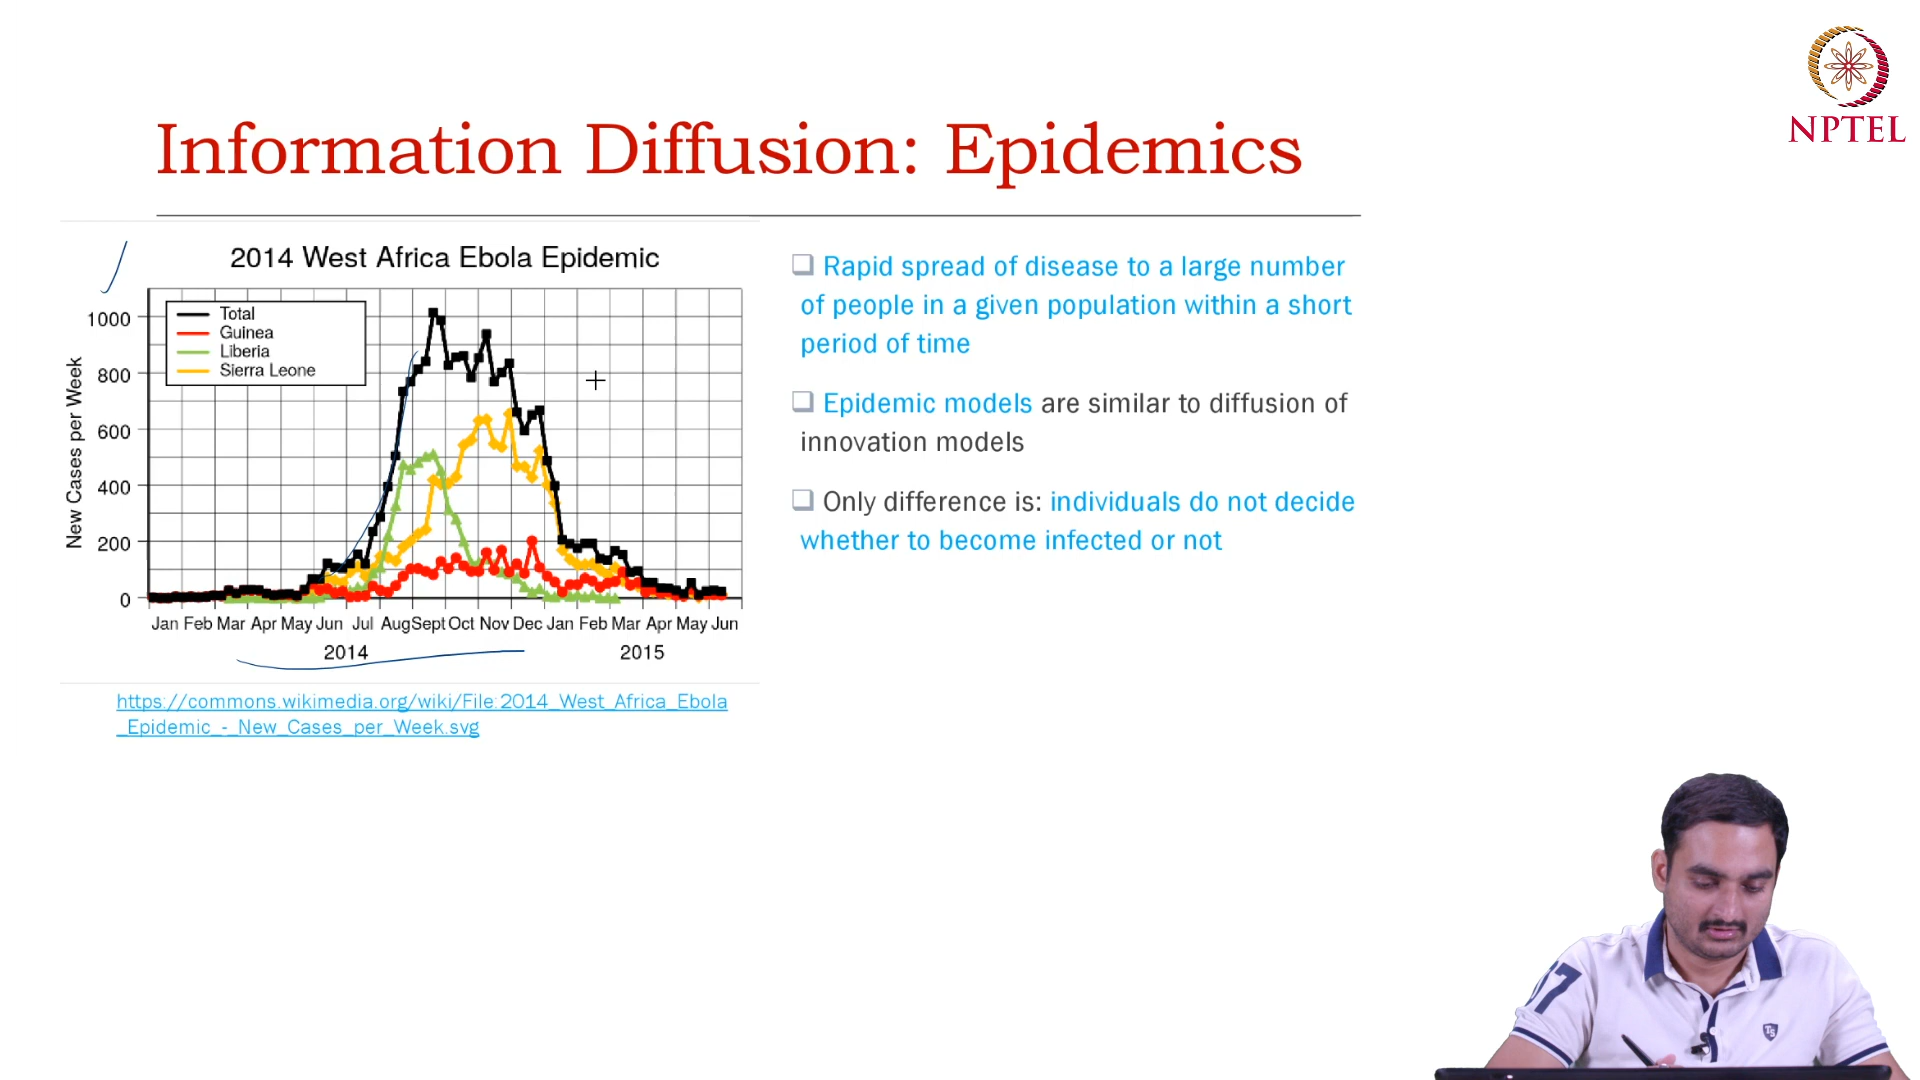 NPTEL
Information Diffusion: Epidemics
2014 West Africa Ebola Epidemic
Total
Guinea
Liberia
Sierra Leone
New Cases per Week
1000
800
600
400
200
0
Jan Feb Mar Apr May Jun Jul Aug Sept Oct Nov Dec Jan Feb Mar Apr May Jun
2014 2015
https://commons.wikimedia.org/wiki/File:2014_West_Africa_Ebola
_Epidemic_-_New_Cases_per_Week.svg
Rapid spread of disease to a large number
of people in a given population within a short
period of time
Epidemic models are similar to diffusion of
innovation models
Only difference is: individuals do not decide
whether to become infected or not
07
TS